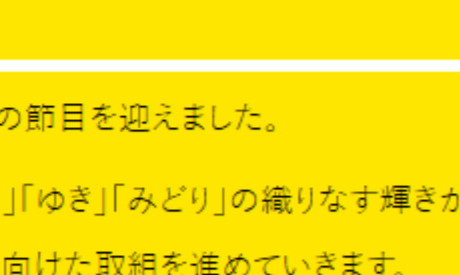 の節目を迎えました。
」「ゆき」「みどり」の織りなす輝きが
向けた取組を進めていきます。